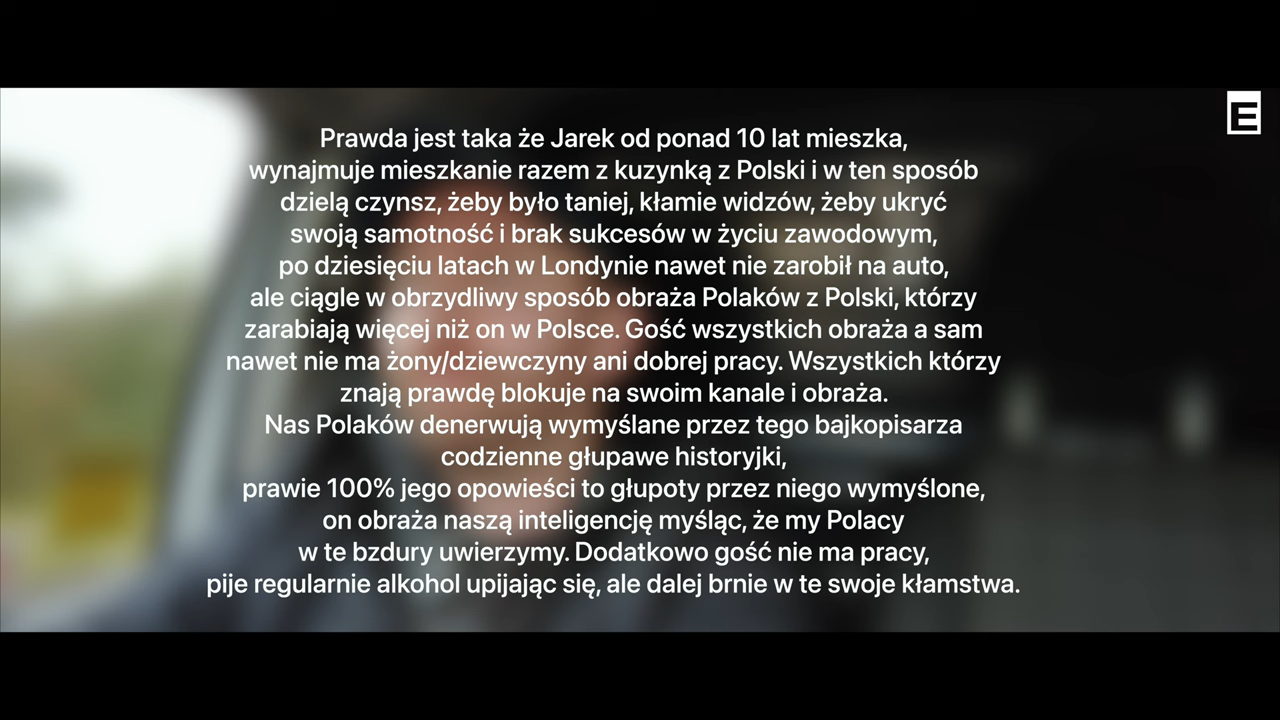 E
Prawda jest taka że Jarek od ponad 10 lat mieszka,
wynajmuje mieszkanie razem z kuzynką z Polski i w ten sposób
dzielą czynsz, żeby było taniej, kłamie widzów, żeby ukryć
swoją samotność i brak sukcesów w życiu zawodowym,
po dziesięciu latach w Londynie nawet nie zarobił na auto,
ale ciągle w obrzydliwy sposób obraża Polaków z Polski, którzy
zarabiają więcej niż on w Polsce. Gość wszystkich obraża a sam
nawet nie ma żony/dziewczyny ani dobrej pracy. Wszystkich którzy
znają prawdę blokuje na swoim kanale i obraża.
Nas Polaków denerwują wymyślane przez tego bajkopisarza
codzienne głupawe historyjki,
prawie 100% jego opowieści to głupoty przez niego wymyślone,
on obraża naszą inteligencję myśląc, że my Polacy
w te bzdury uwierzymy. Dodatkowo gość nie ma pracy,
pije regularnie alkohol upijając się, ale dalej brnie w te swoje kłamstwa.